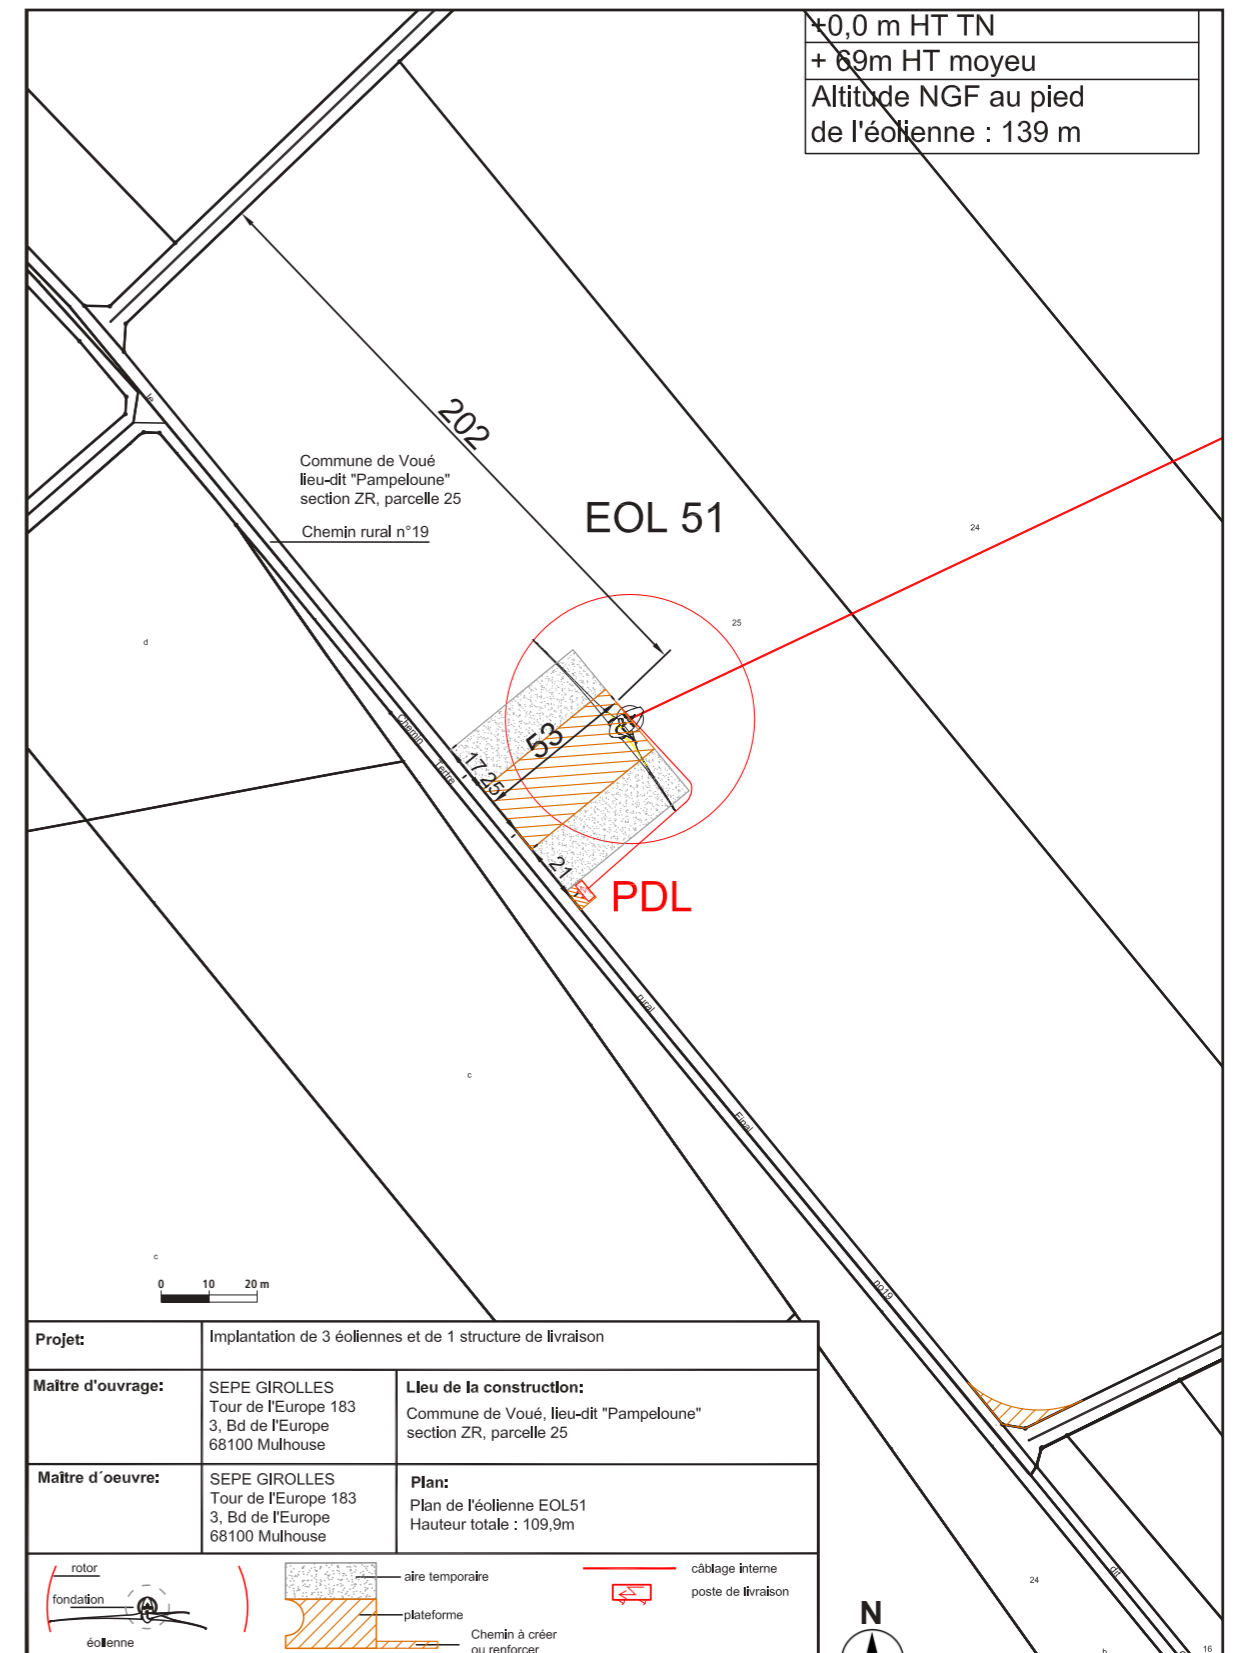 +0,0 m HT TN
+ 69m HT moyeu
Altitude NGF au pied
de l'éolienne : 139 m
le
202
Commune de Voué
lieu-dit "Pampeloune"
section ZR, parcelle 25
Chemin rural n°19
EOL 51
24
25
d
Chemin
Tertre
53
17
25
21
PDL
rural
c
Final
c
no19
0 10 20 m
Projet:
Implantation de 3 éoliennes et de 1 structure de livraison
Maître d'ouvrage:
SEPE GIROLLES
Tour de l'Europe 183
3, Bd de l'Europe
68100 Mulhouse
Lieu de la construction:
Commune de Voué, lieu-dit "Pampeloune"
section ZR, parcelle 25
Maître d´oeuvre:
SEPE GIROLLES
Tour de l'Europe 183
3, Bd de l'Europe
68100 Mulhouse
Plan:
Plan de l'éolienne EOL51
Hauteur totale : 109,9m
rotor
fondation
éolienne
aire temporaire
plateforme
Chemin à créer
ou renforcer
câblage interne
poste de livraison
N
24
dit
16